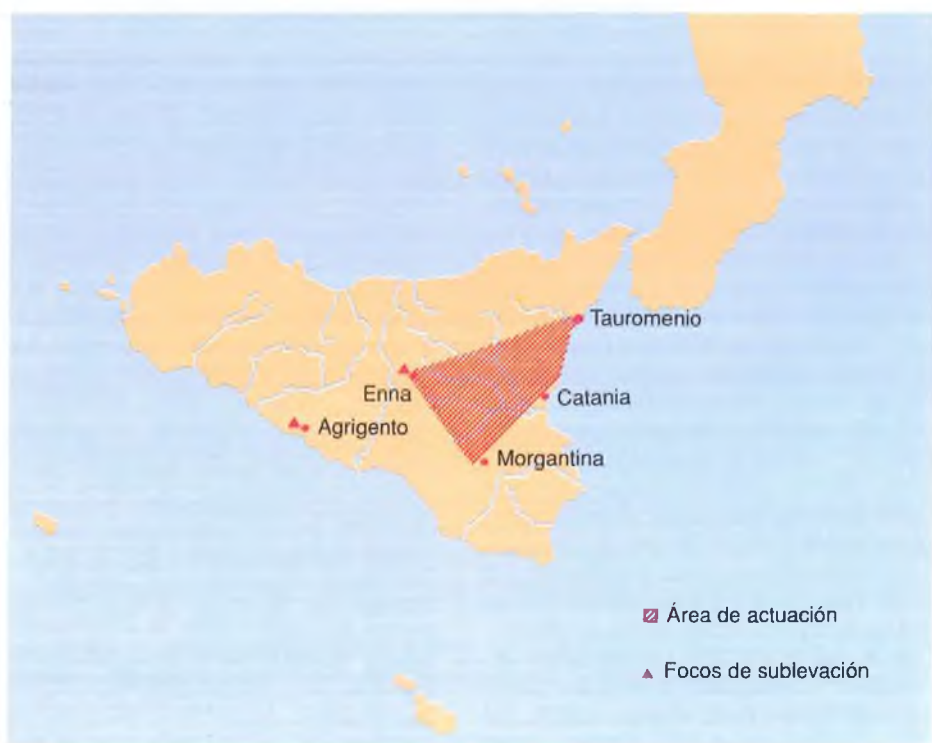 Tauromenio
Enna
Catania
Agrigento
Morgantina
Área de actuación
Focos de sublevación